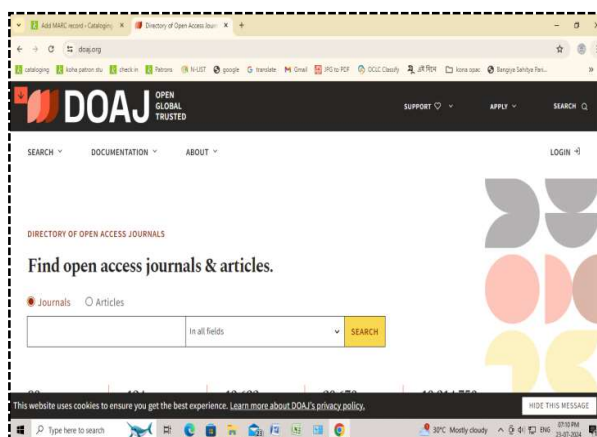 Add MARC record - Cataloging
Directory of Open Access Journ
doaj.org
cataloging koha patron stu check in Patrons N-LIST google translate Gmail JPG to PDF OCLC Classify koha opac Bangiya Sahitya Pari...
DOAJ
OPEN
GLOBAL
TRUSTED
SUPPORT APPLY SEARCH
SEARCH DOCUMENTATION ABOUT LOGIN
DIRECTORY OF OPEN ACCESS JOURNALS
Find open access journals & articles.
Journals Articles
In all fields SEARCH
This website uses cookies to ensure you get the best experience. Learn more about DOAJ's privacy policy. HIDE THIS MESSAGE
Type here to search 30°C Mostly cloudy ENG 07:10 PM
23-07-2024